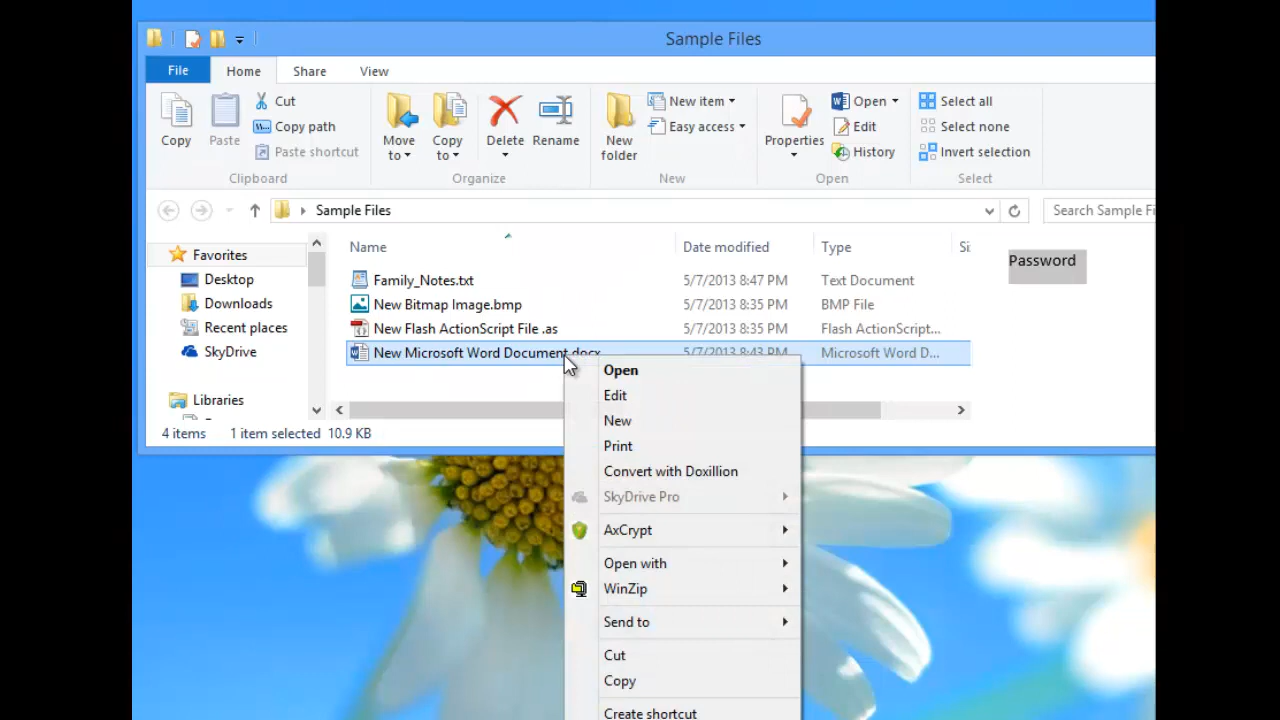 Sample Files
File Home Share View
Copy
Paste
Cut
Copy path
Paste shortcut
Clipboard
Move to
Copy to
Delete
Rename
Organize
New folder
New item
Easy access
New
Properties
Open
Edit
History
Open
Select all
Select none
Invert selection
Select
Sample Files
Search Sample Fi
Favorites
Desktop
Downloads
Recent places
SkyDrive
Libraries
Name Date modified Type Si
Family_Notes.txt 5/7/2013 8:47 PM Text Document
New Bitmap Image.bmp 5/7/2013 8:35 PM BMP File
New Flash ActionScript File .as 5/7/2013 8:35 PM Flash ActionScript...
New Microsoft Word Document.docx 5/7/2013 8:43 PM Microsoft Word D...
Password
4 items 1 item selected 10.9 KB
Open
Edit
New
Print
Convert with Doxillion
SkyDrive Pro
AxCrypt
Open with
WinZip
Send to
Cut
Copy
Create shortcut